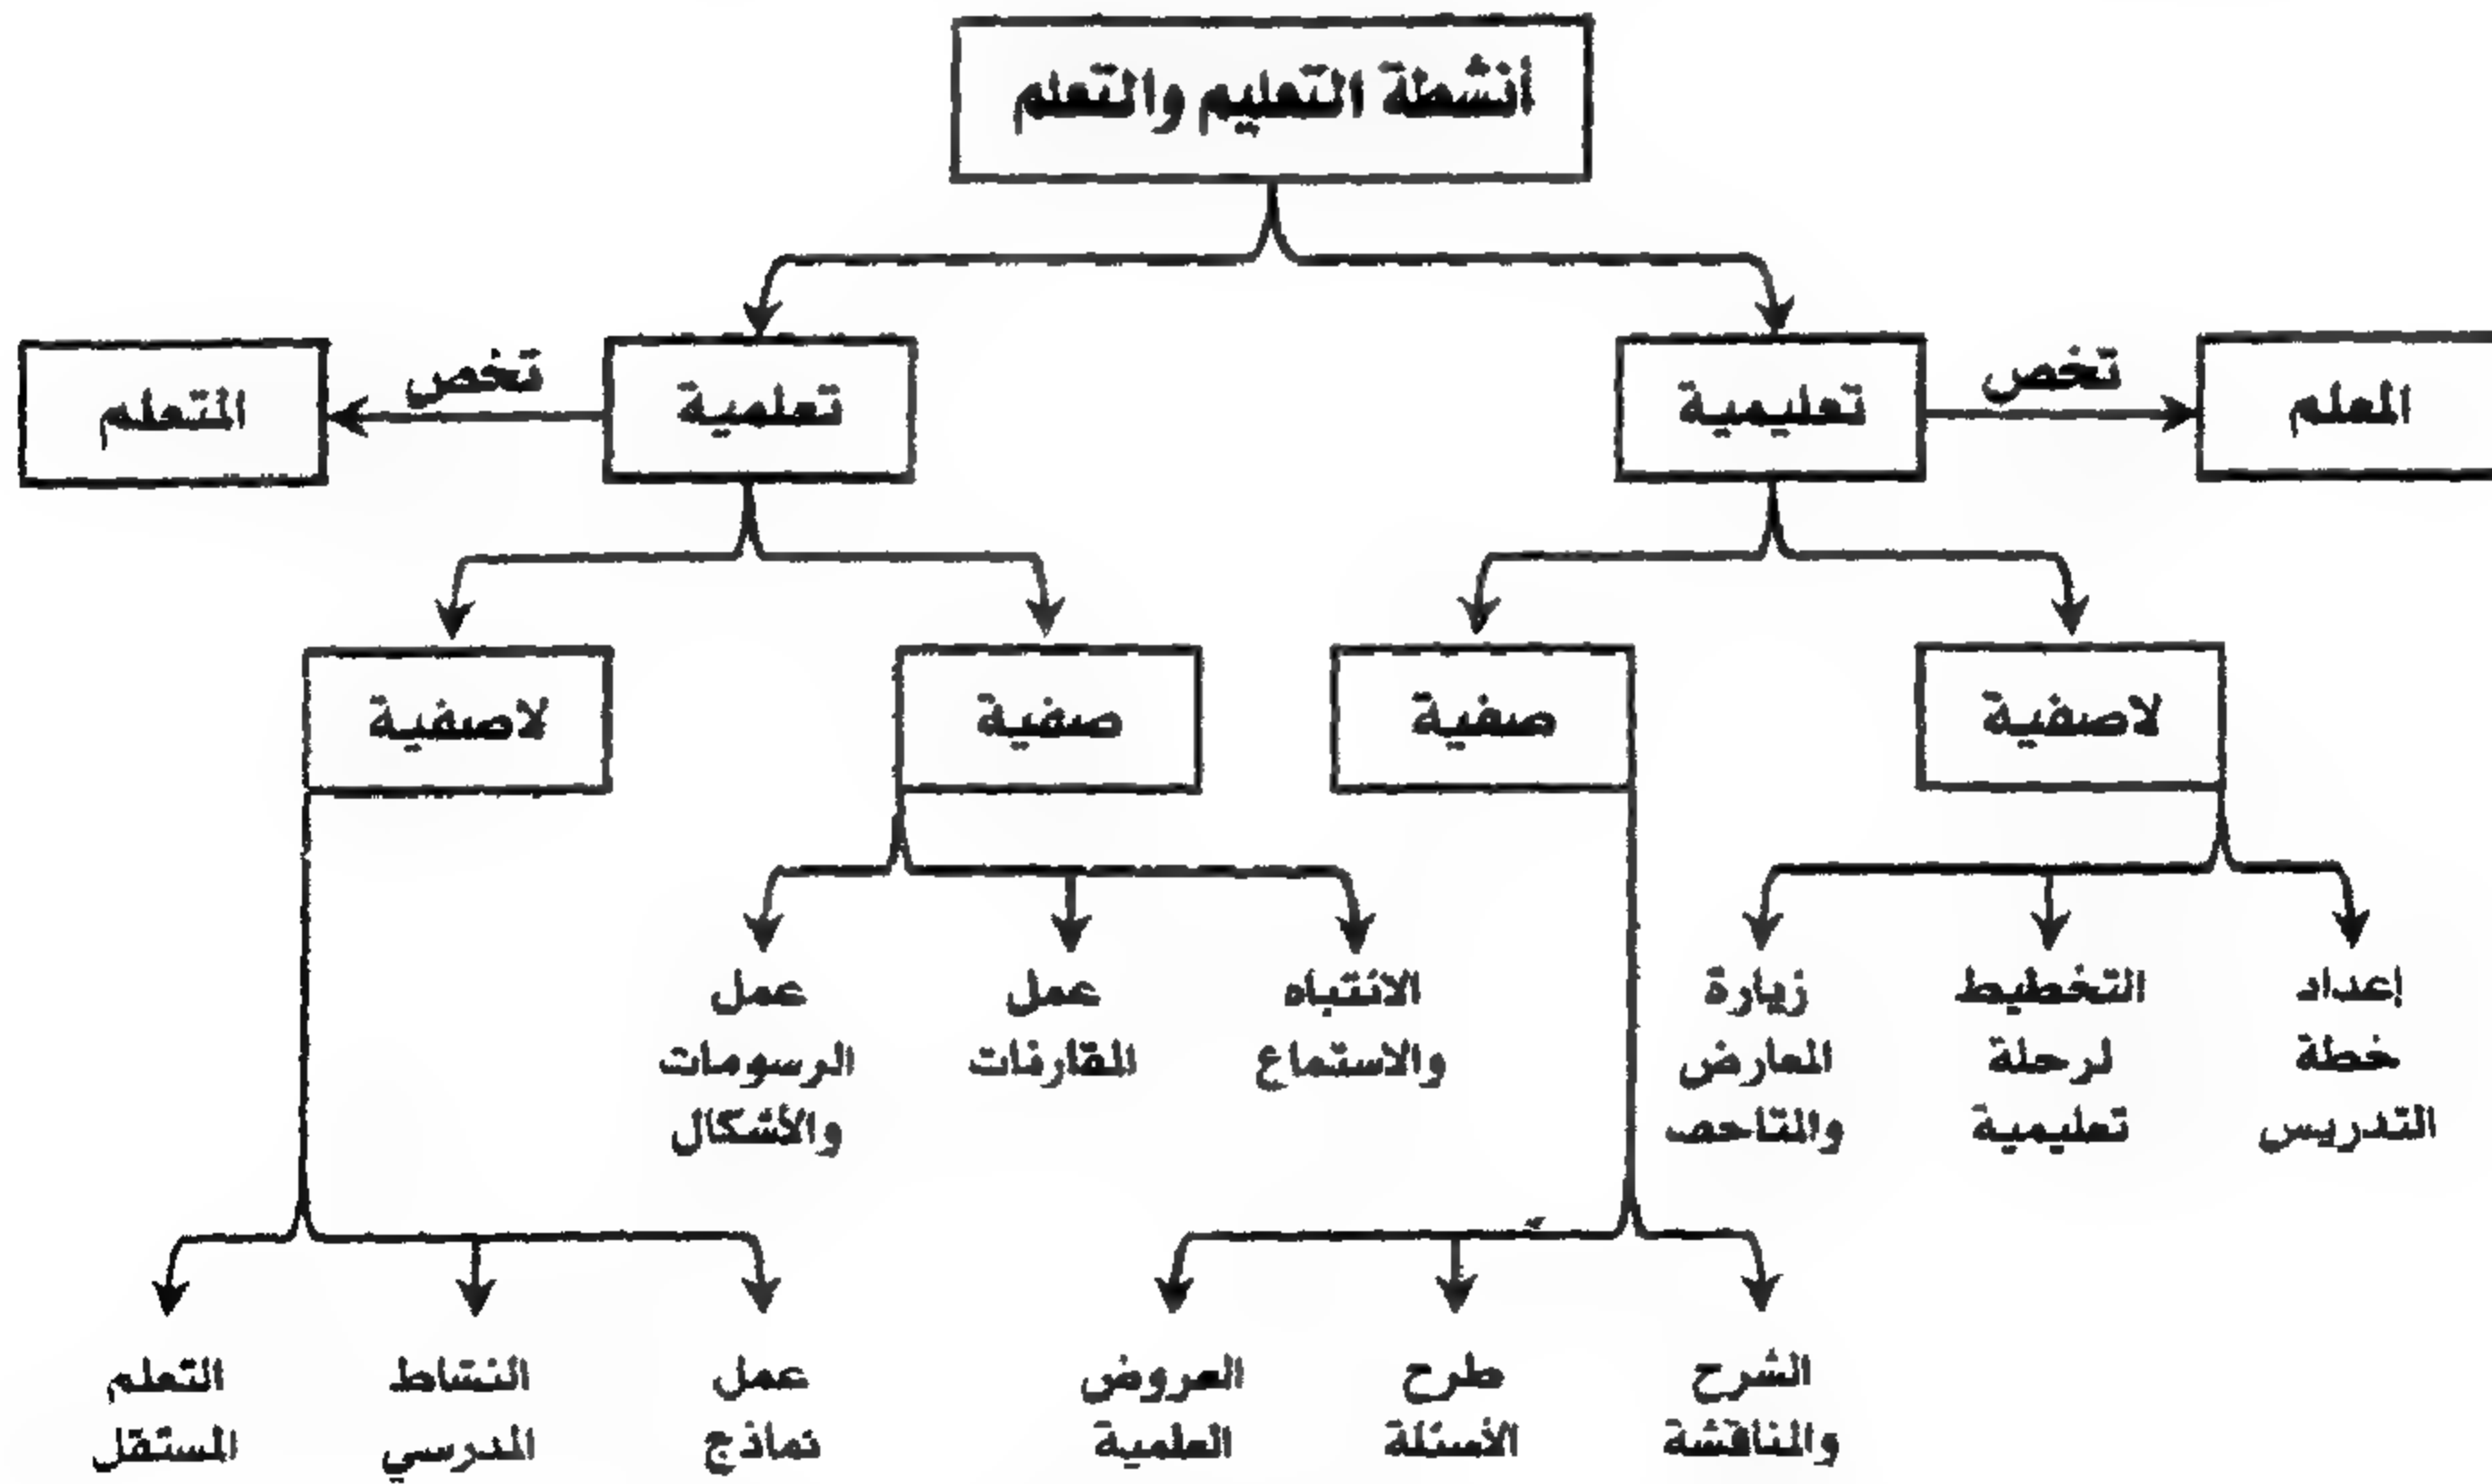 أنشطة التعليم والتعلم
المعلم
تخص
تعليمية
تعلمية
تخص
المتعلم
لاصفية
صفية
صفية
لاصفية
إعداد
خطة
التدريس
التخطيط
لرحلة
تعليمية
زيارة
المعارض
والمتاحف
الانتباه
والاستماع
عمل
المقارنات
عمل
الرسومات
والأشكال
الشرح
والمناقشة
طرح
الأسئلة
العروض
العلمية
عمل
نماذج
النشاط
المدرسي
التعلم
المستقل